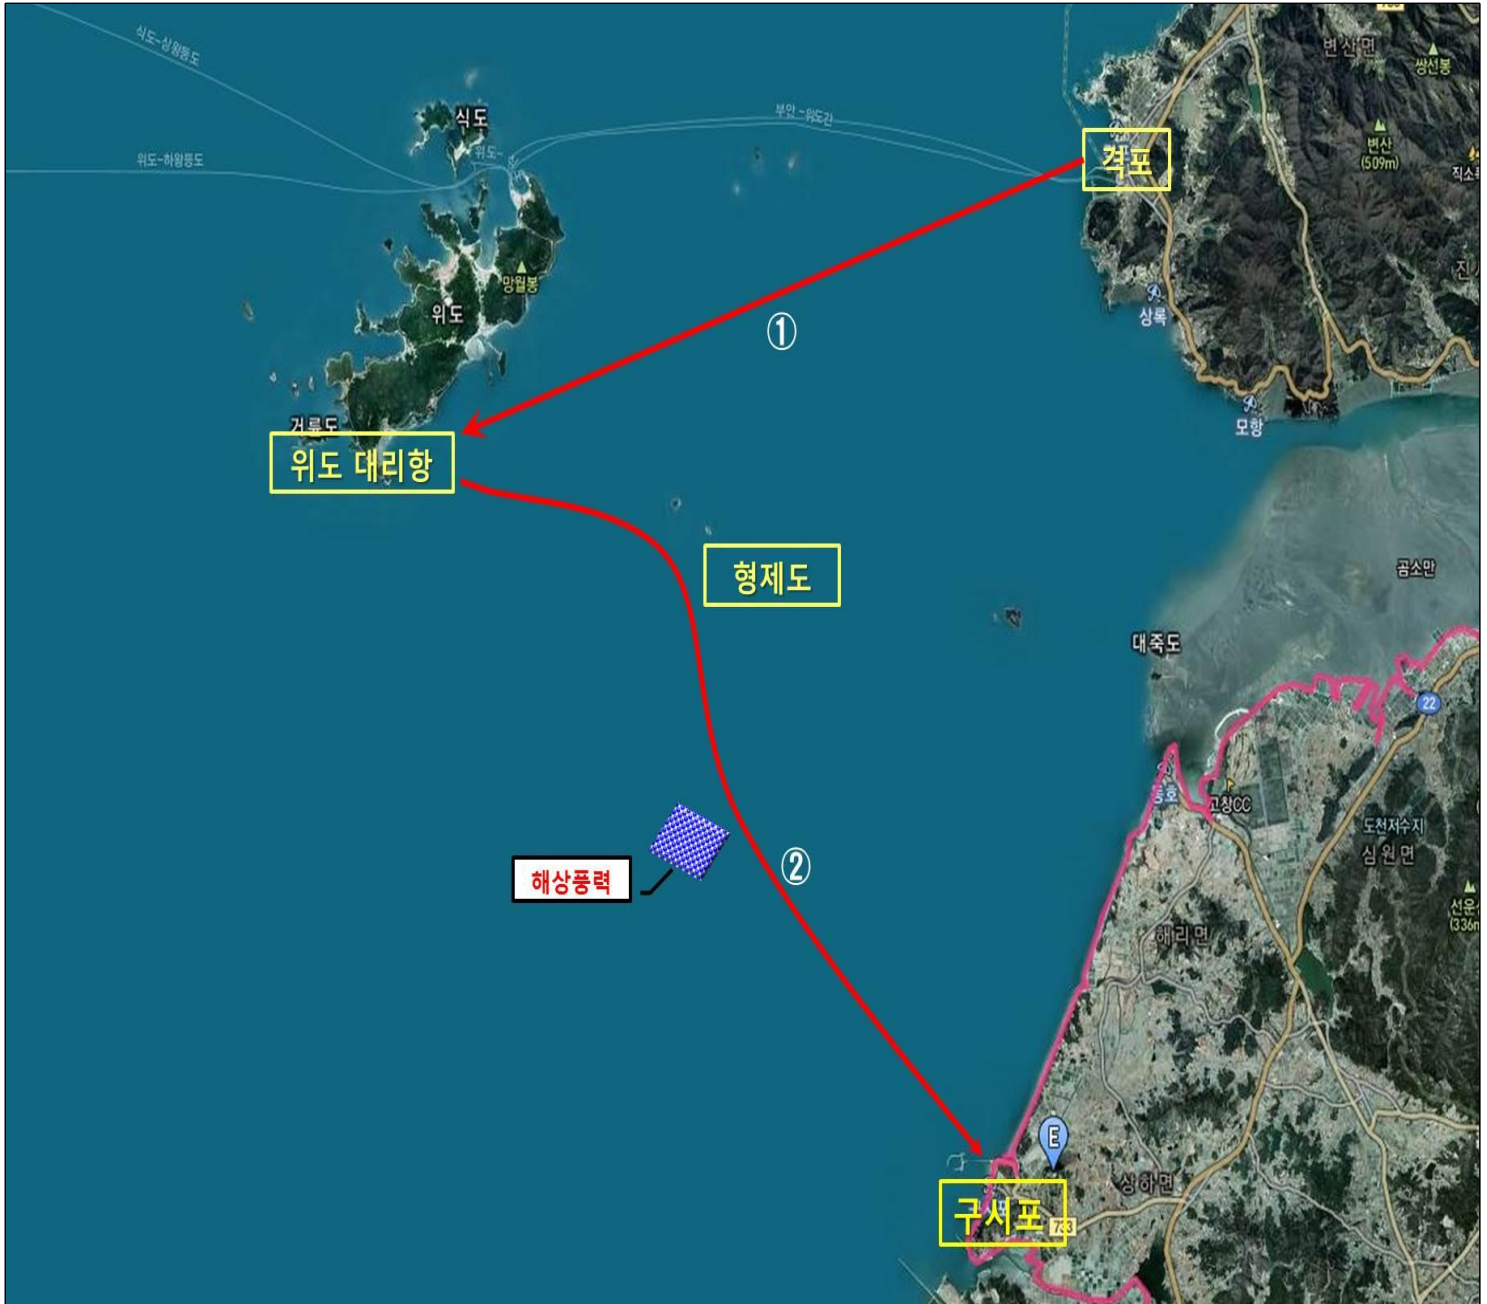 식도-상왕등도
변산면
쌍선봉
식도
부안-위도간
위도-
위도-하왕등도
격포
변산
(509m)
망월봉
위도
상록
①
거륜도
모항
위도 대리항
형제도
곰소만
대죽도
22
동호
고창CC
도천저수지
심원면
해상풍력
②
(336m
해리면
E
상하면
구시포
733